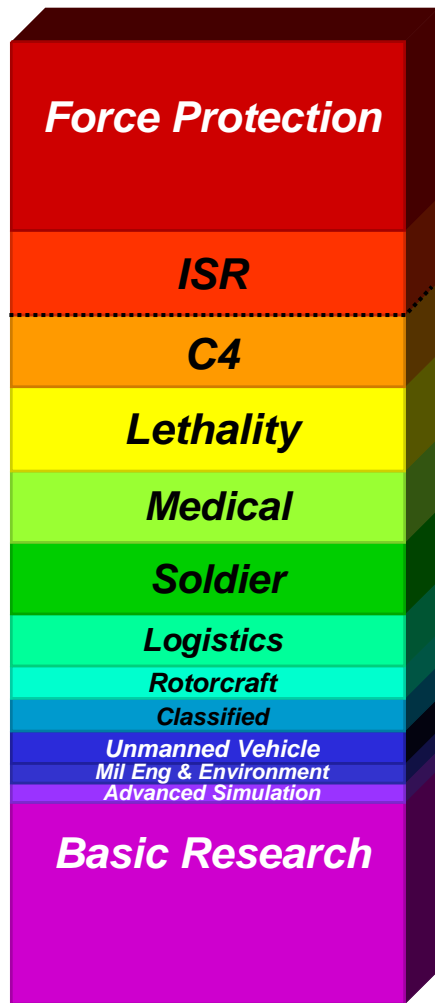 Force Protection
ISR
C4
Lethality
Medical
Soldier
Logistics
Rotorcraft
Classified
Unmanned Vehicle
Mil Eng & Environment
Advanced Simulation
Basic Research